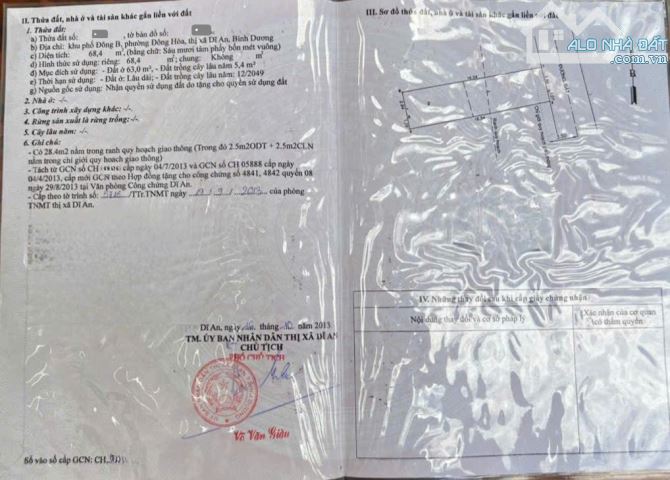 II. Thửa đất, nhà ở và tài sản khác gắn liền với đất
1. Thửa đất:
a) Thửa đất số: , tờ bản đồ số:
b) Địa chỉ: khu phố Đông B, phường Đông Hòa, thị xã Dĩ An, Bình Dương
c) Diện tích: 68,4 m², (bằng chữ: Sáu mươi tám phẩy bốn mét vuông)
d) Hình thức sử dụng: riêng: 68,4 m²; chung: Không m²
đ) Mục đích sử dụng: - Đất ở 63,0 m²; - Đất trồng cây lâu năm 5,4 m²;
e) Thời hạn sử dụng: - Đất ở: Lâu dài; - Đất trồng cây lâu năm: 12/2049
g) Nguồn gốc sử dụng: Nhận quyền sử dụng đất do tặng cho quyền sử dụng đất
2. Nhà ở: -/-
3. Công trình xây dựng khác: -/-
4. Rừng sản xuất là rừng trồng: -/-
5. Cây lâu năm: -/-
6. Ghi chú:
- Có 28.4m2 nằm trong ranh quy hoạch giao thông (Trong đó 2.5m2ODT + 2.5m2CLN
nằm trong chỉ giới quy hoạch giao thông)
- Tách từ GCN số CH cấp ngày 04/7/2013 và GCN số CH 05888 cấp ngày
04/4/2013, cấp mới GCN theo Hợp đồng tặng cho công chứng số 4841, 4842 quyển 08
ngày 29/8/2013 tại Văn phòng Công chứng Dĩ An.
- Cấp theo tờ trình số: /TTr.TNMT ngày 2013 của phòng
TNMT thị xã Dĩ An.
Dĩ An, ngày tháng 10 năm 2013
TM. ỦY BAN NHÂN DÂN THỊ XÃ DĨ AN
CHỦ TỊCH
PHÓ CHỦ TỊCH
Võ Văn
Số vào sổ cấp GCN: CH
III. Sơ đồ thửa đất, nhà ở và tài sản khác gắn liền với đất
ALO NHÀ ĐẤT
.com.vn
IV. Những thay đổi sau khi cấp giấy chứng nhận
Nội dung thay đổi và cơ sở pháp lý
Xác nhận của cơ quan
có thẩm quyền